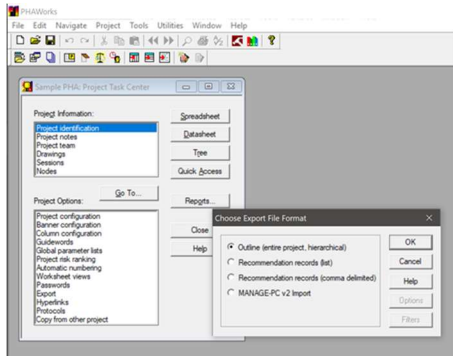 PHAWorks
File Edit Navigate Project Tools Utilities Window Help
Sample PHA: Project Task Center
Project Information:
Project identification
Project notes
Project team
Drawings
Sessions
Nodes
Spreadsheet
Datasheet
Tree
Quick Access
Go To...
Project Options:
Reports...
Project configuration
Banner configuration
Column configuration
Guidewords
Global parameter lists
Project risk ranking
Automatic numbering
Worksheet views
Passwords
Export
Hyperlinks
Protocols
Copy from other project
Close
Help
Choose Export File Format
Outline (entire project, hierarchical)
Recommendation records (list)
Recommendation records (comma delimited)
MANAGE-PC v2 Import
OK
Cancel
Help
Options
Filters